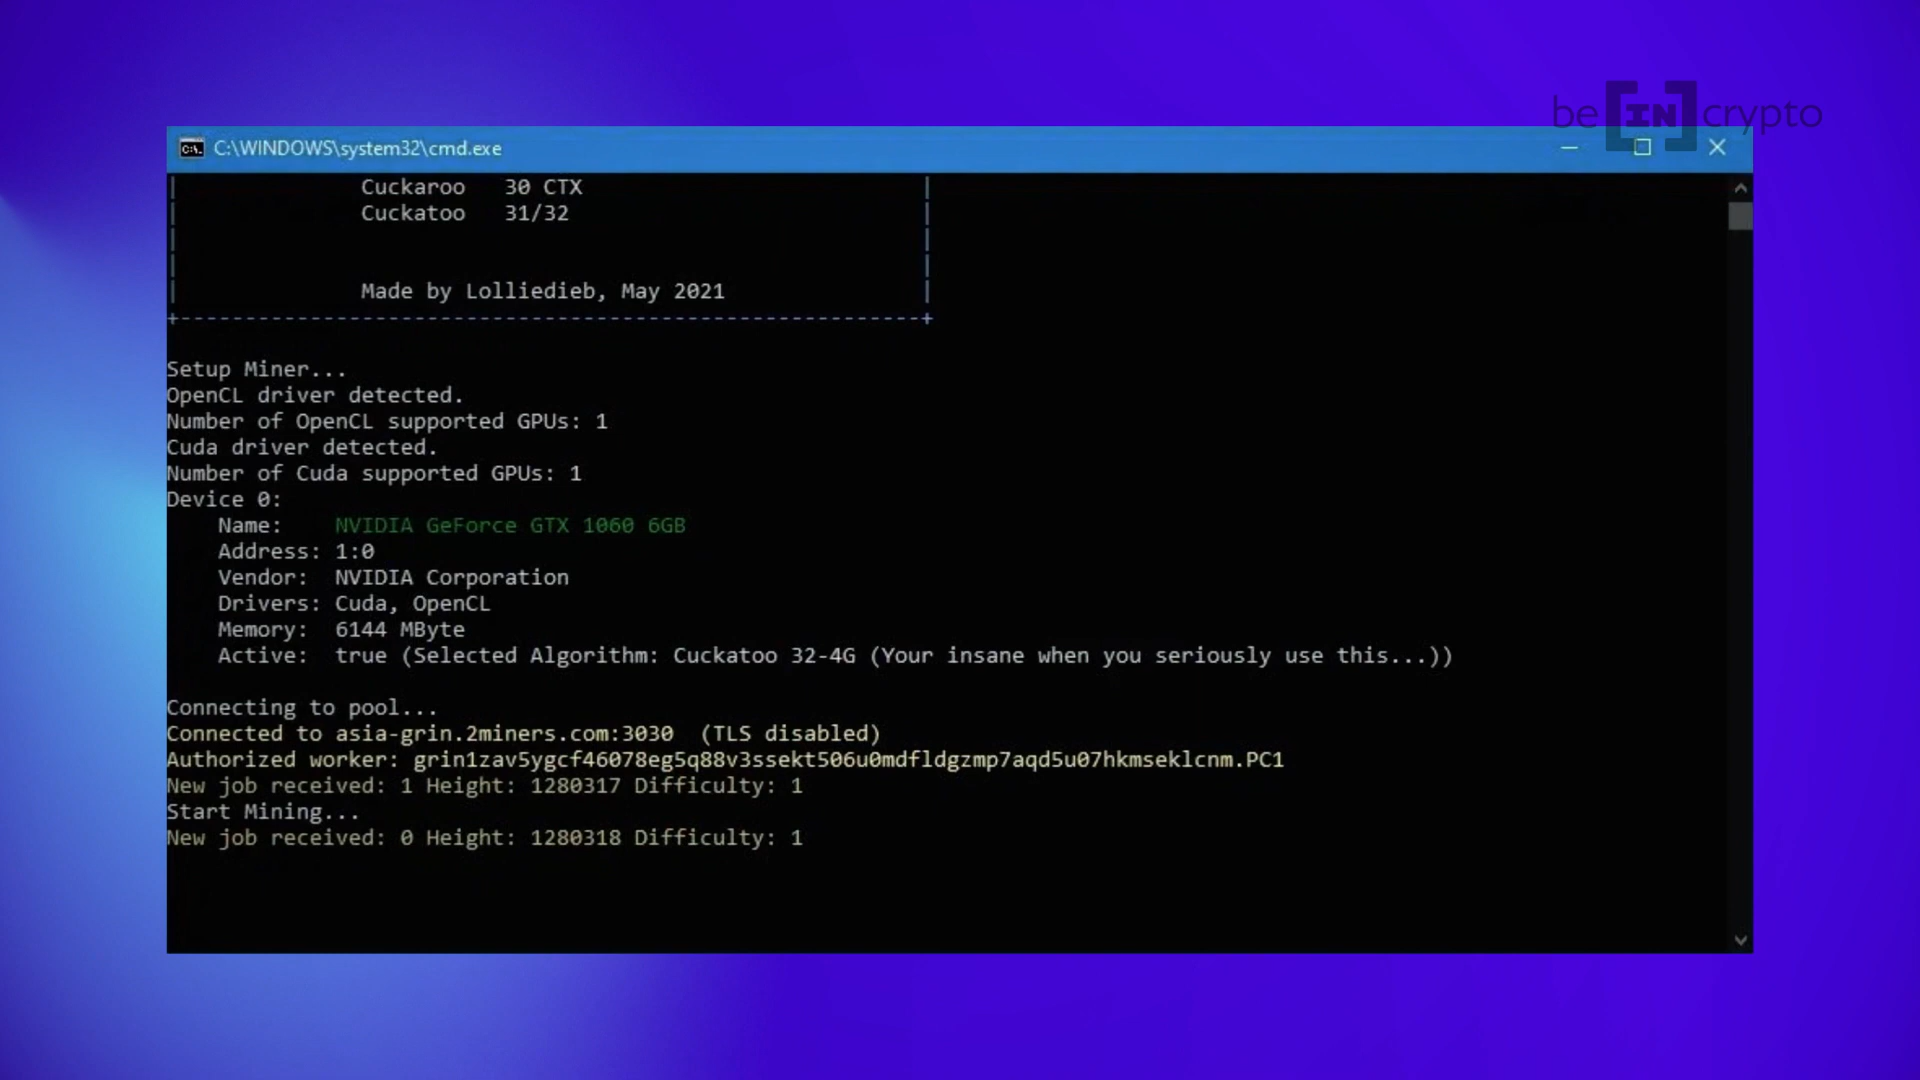 be[IN]crypto
C:\WINDOWS\system32\cmd.exe
Cuckaroo 30 CTX
Cuckatoo 31/32
Made by Lolliedieb, May 2021
Setup Miner...
OpenCL driver detected.
Number of OpenCL supported GPUs: 1
Cuda driver detected.
Number of Cuda supported GPUs: 1
Device 0:
Name: NVIDIA GeForce GTX 1060 6GB
Address: 1:0
Vendor: NVIDIA Corporation
Drivers: Cuda, OpenCL
Memory: 6144 MByte
Active: true (Selected Algorithm: Cuckatoo 32-4G (Your insane when you seriously use this...))
Connecting to pool...
Connected to asia-grin.2miners.com:3030 (TLS disabled)
Authorized worker: grin1zav5ygcf46078eg5q88v3ssekt506u0mdfldgzmp7aqd5u07hkmseklcnm.PC1
New job received: 1 Height: 1280317 Difficulty: 1
Start Mining...
New job received: 0 Height: 1280318 Difficulty: 1